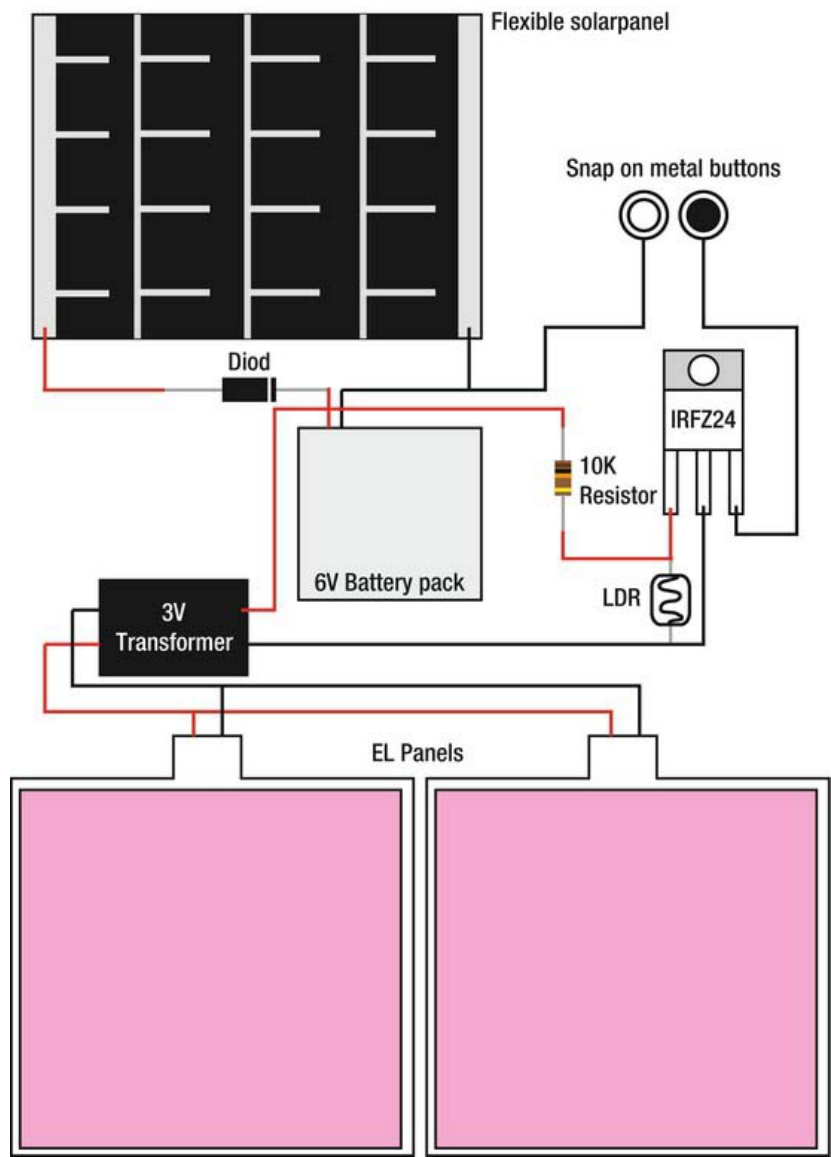 Flexible solarpanel
Snap on metal buttons
Diod
IRFZ24
10K
Resistor
6V Battery pack
LDR
3V
Transformer
EL Panels